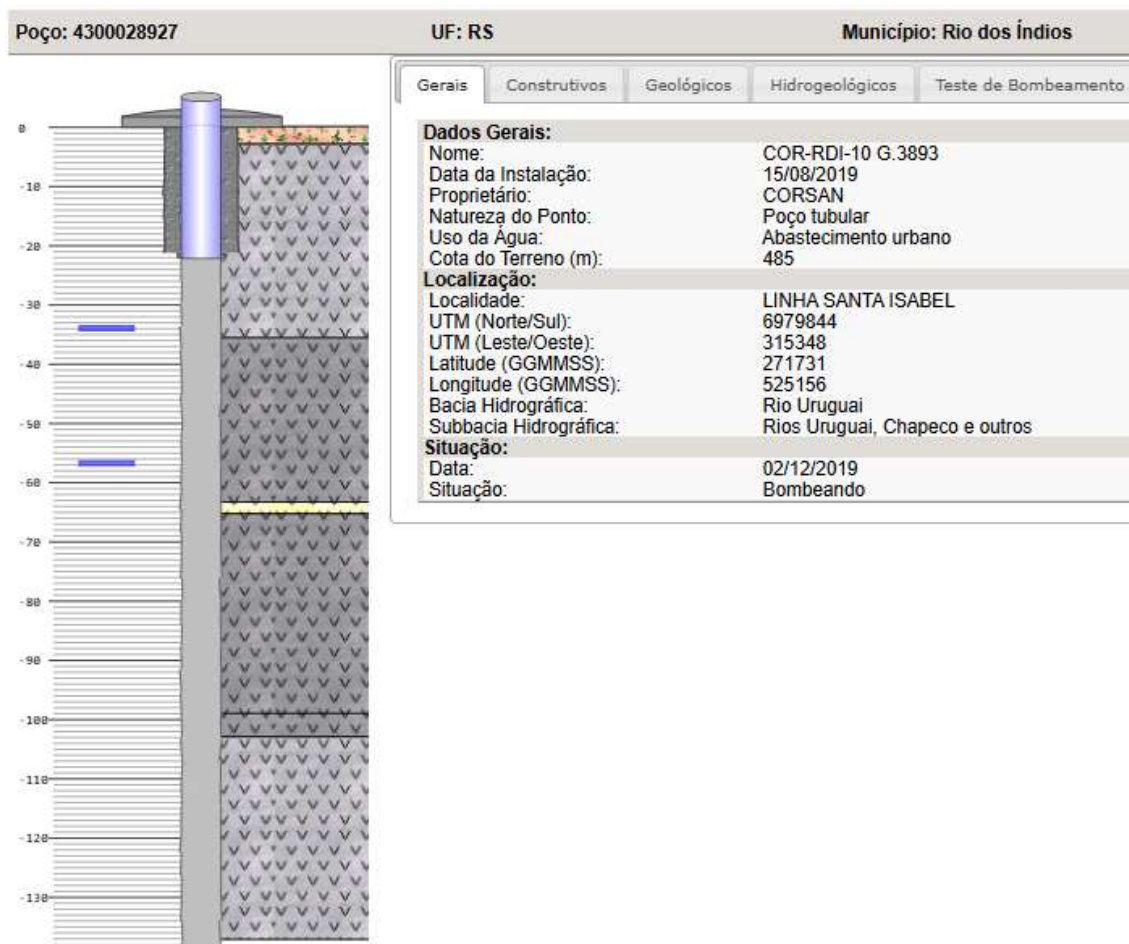 Poço: 4300028927 UF: RS Município: Rio dos Índios
Gerais Construtivos Geológicos Hidrogeológicos Teste de Bombeamento
Dados Gerais:
Nome: COR-RDI-10 G.3893
Data da Instalação: 15/08/2019
Proprietário: CORSAN
Natureza do Ponto: Poço tubular
Uso da Água: Abastecimento urbano
Cota do Terreno (m): 485
Localização:
Localidade: LINHA SANTA ISABEL
UTM (Norte/Sul): 6979844
UTM (Leste/Oeste): 315348
Latitude (GGMMSS): 271731
Longitude (GGMMSS): 525156
Bacia Hidrográfica: Rio Uruguai
Subbacia Hidrográfica: Rios Uruguai, Chapeco e outros
Situação:
Data: 02/12/2019
Situação: Bombeando
0
-10
-20
-30
-40
-50
-60
-70
-80
-90
-100
-110
-120
-130